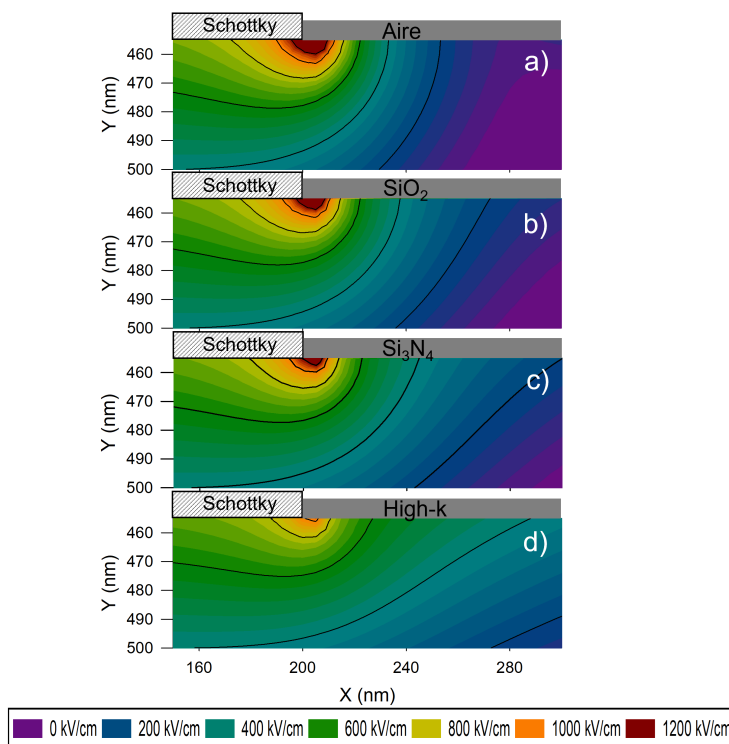 Schottky
Aire
a)
460
470
480
490
500
Y (nm)
Schottky
SiO₂
b)
460
470
480
490
500
Y (nm)
Schottky
Si₃N₄
c)
460
470
480
490
500
Y (nm)
Schottky
High-k
d)
460
470
480
490
500
Y (nm)
160 200 240 280
X (nm)
0 kV/cm 200 kV/cm 400 kV/cm 600 kV/cm 800 kV/cm 1000 kV/cm 1200 kV/cm